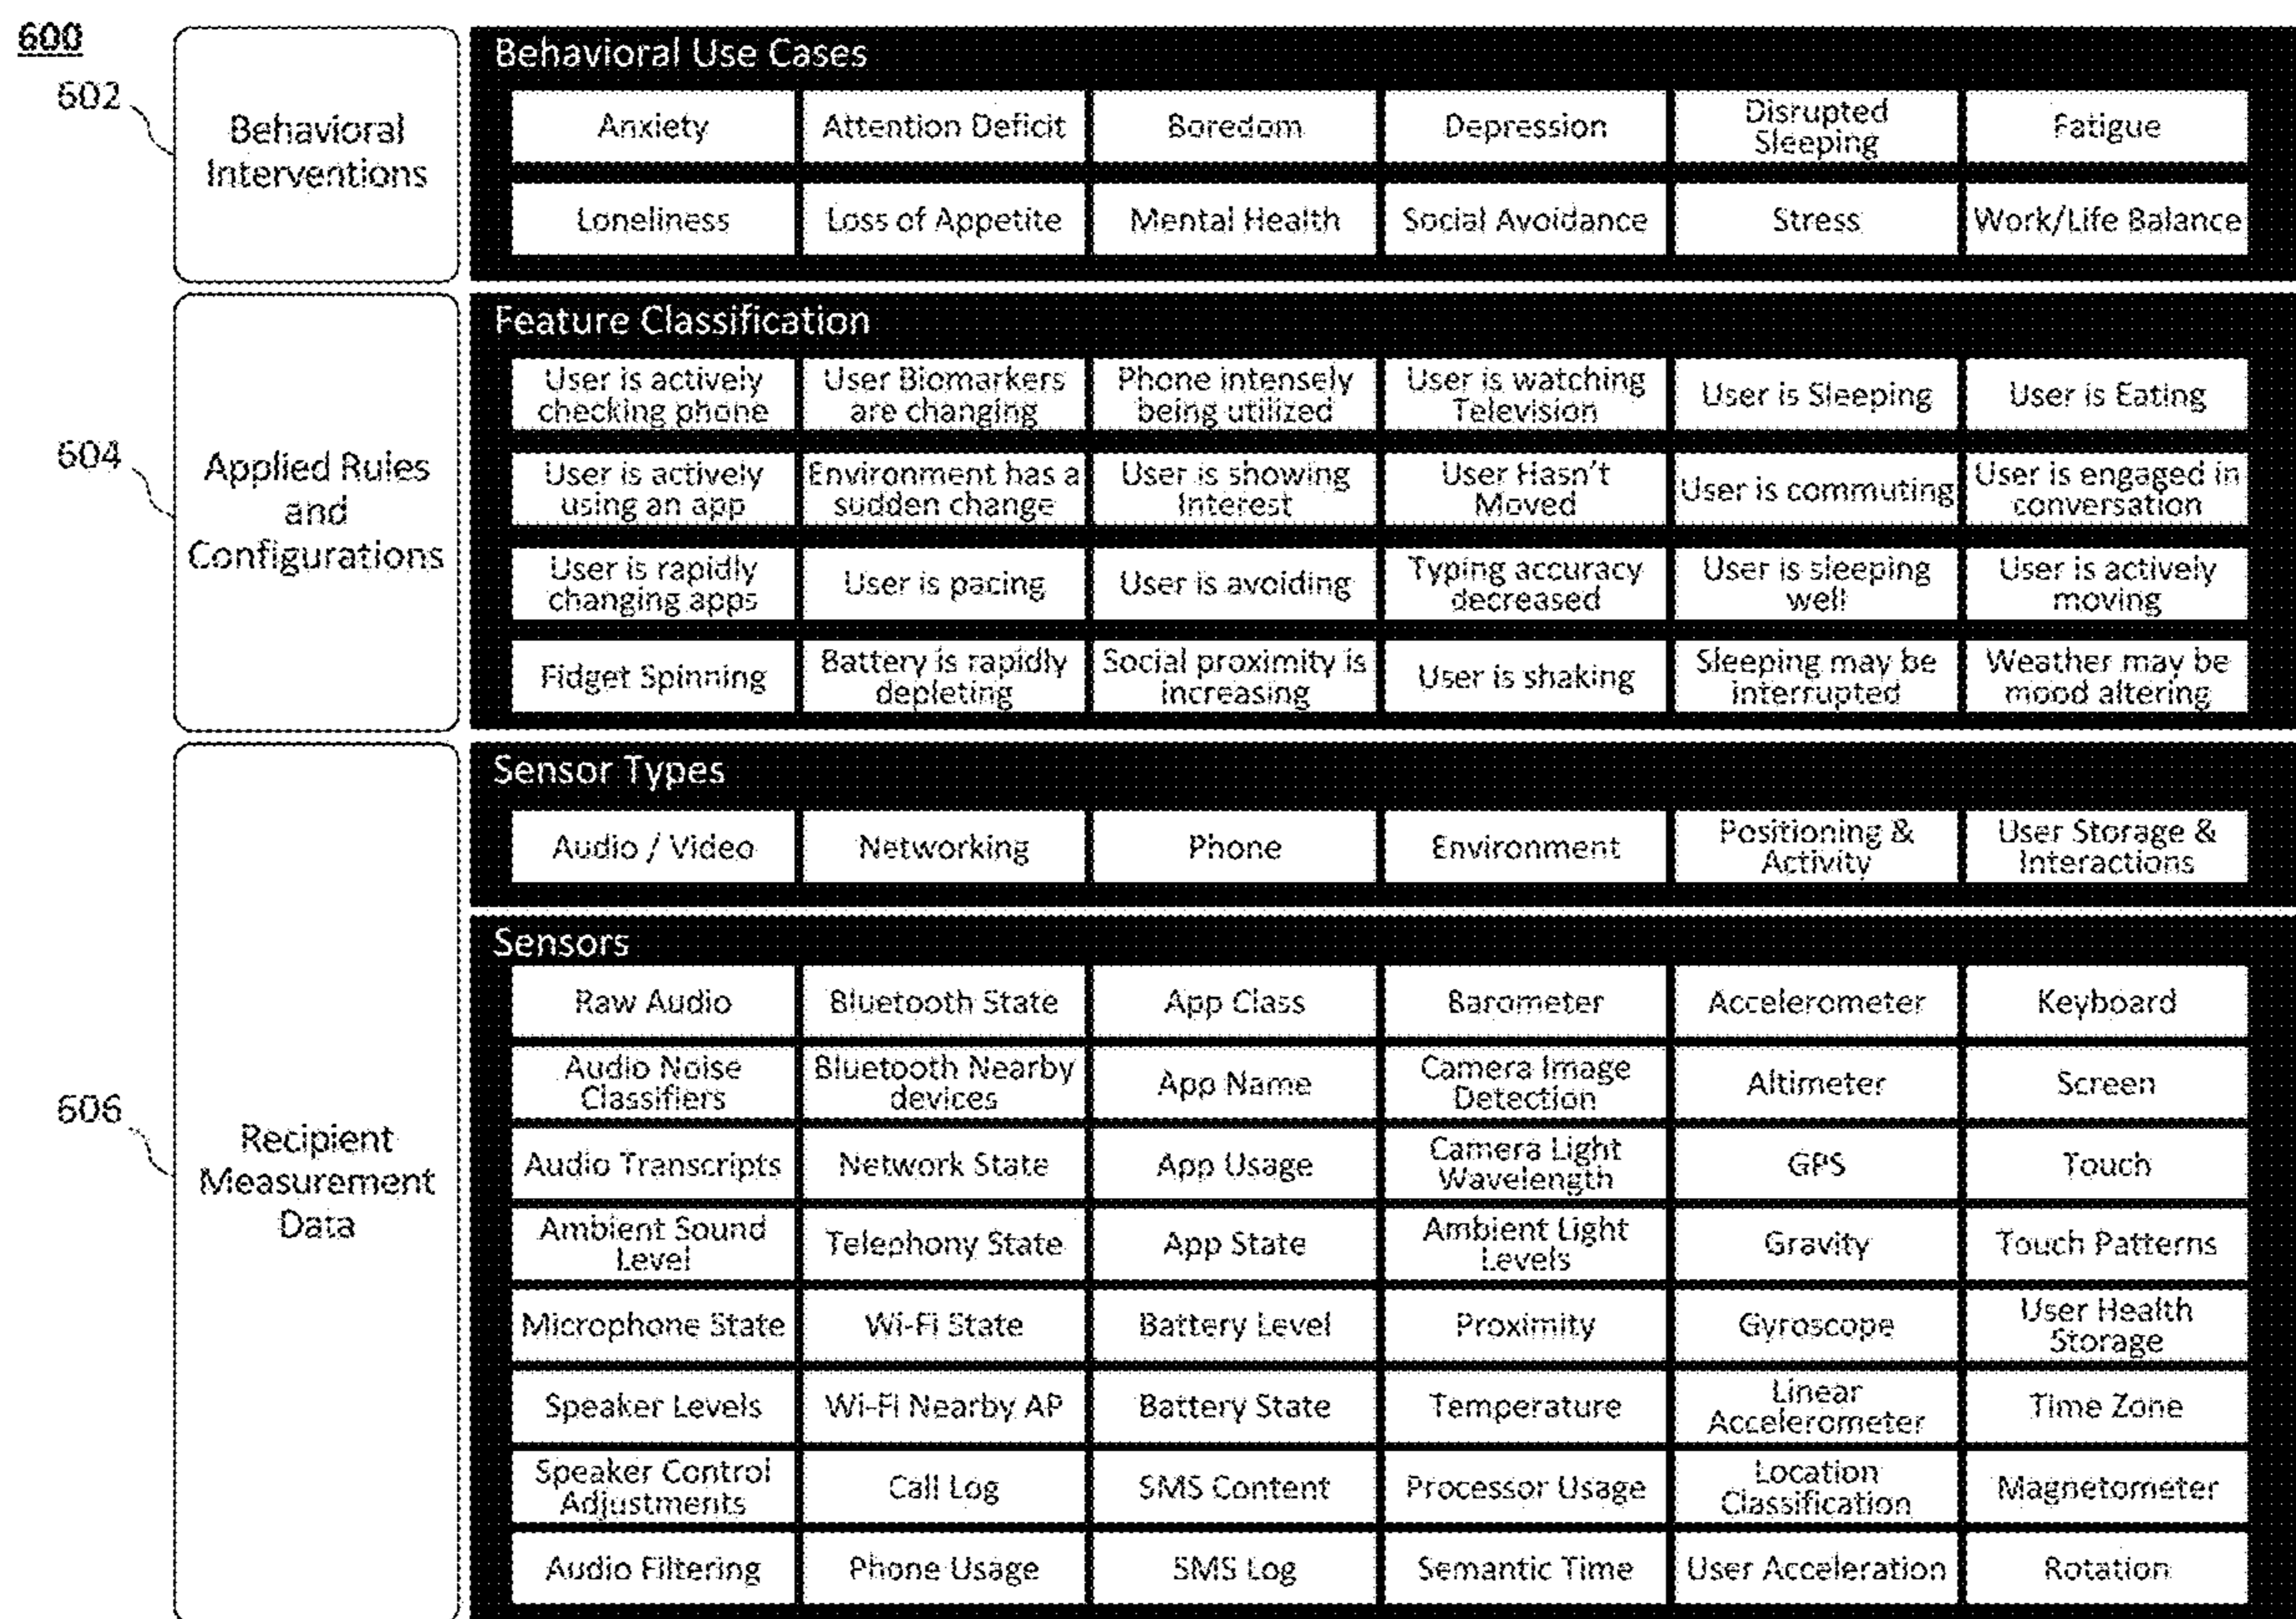 600
602
Behavioral
Interventions
Behavioral Use Cases
Anxiety
Attention Deficit
Boredom
Depression
Disrupted
Sleeping
Fatigue
Loneliness
Loss of Appetite
Mental Health
Social Avoidance
Stress
Work/Life Balance
604
Applied Rules
and
Configurations
Feature Classification
User is actively
checking phone
User Biomarkers
are changing
Phone intensely
being utilized
User is watching
Television
User is Sleeping
User is Eating
User is actively
using an app
Environment has a
sudden change
User is showing
Interest
User Hasn't
Moved
User is commuting
User is engaged in
conversation
User is rapidly
changing apps
User is pacing
User is avoiding
Typing accuracy
decreased
User is sleeping
well
User is actively
moving
Fidget Spinning
Battery is rapidly
depleting
Social proximity is
increasing
User is shaking
Sleeping may be
interrupted
Weather may be
mood altering
606
Recipient
Measurement
Data
Sensor Types
Audio / Video
Networking
Phone
Environment
Positioning &
Activity
User Storage &
Interactions
Sensors
Raw Audio
Bluetooth State
App Class
Barometer
Accelerometer
Keyboard
Audio Noise
Classifiers
Bluetooth Nearby
devices
App Name
Camera Image
Detection
Altimeter
Screen
Audio Transcripts
Network State
App Usage
Camera Light
Wavelength
GPS
Touch
Ambient Sound
Level
Telephony State
App State
Ambient Light
Levels
Gravity
Touch Patterns
Microphone State
Wi-Fi State
Battery Level
Proximity
Gyroscope
User Health
Storage
Speaker Levels
Wi-Fi Nearby AP
Battery State
Temperature
Linear
Accelerometer
Time Zone
Speaker Control
Adjustments
Call Log
SMS Content
Processor Usage
Location
Classification
Magnetometer
Audio Filtering
Phone Usage
SMS Log
Semantic Time
User Acceleration
Rotation